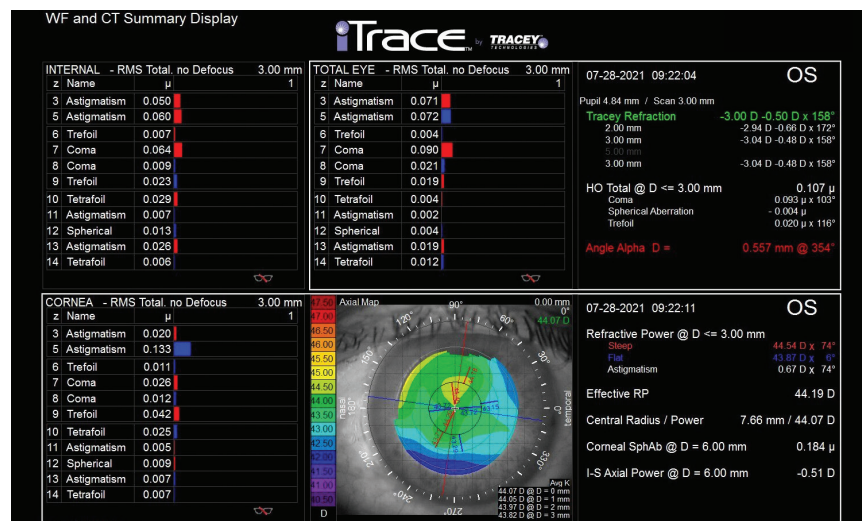 WF and CT Summary Display
iTrace™ by TRACEY TECHNOLOGIES
INTERNAL - RMS Total. no Defocus 3.00 mm
z Name µ 1
3 Astigmatism 0.050
5 Astigmatism 0.060
6 Trefoil 0.007
7 Coma 0.064
8 Coma 0.009
9 Trefoil 0.023
10 Tetrafoil 0.029
11 Astigmatism 0.007
12 Spherical 0.013
13 Astigmatism 0.026
14 Tetrafoil 0.006
TOTAL EYE - RMS Total. no Defocus 3.00 mm
z Name µ 1
3 Astigmatism 0.071
5 Astigmatism 0.072
6 Trefoil 0.004
7 Coma 0.090
8 Coma 0.021
9 Trefoil 0.019
10 Tetrafoil 0.004
11 Astigmatism 0.002
12 Spherical 0.004
13 Astigmatism 0.019
14 Tetrafoil 0.012
07-28-2021 09:22:04 OS
Pupil 4.84 mm / Scan 3.00 mm
Tracey Refraction -3.00 D -0.50 D x 158°
2.00 mm -2.94 D -0.66 D x 172°
3.00 mm -3.04 D -0.48 D x 158°
5.00 mm
3.00 mm -3.04 D -0.48 D x 158°
HO Total @ D <= 3.00 mm 0.107 µ
Coma 0.093 µ x 103°
Spherical Aberration - 0.004 µ
Trefoil 0.020 µ x 116°
Angle Alpha D = 0.557 mm @ 354°
CORNEA - RMS Total. no Defocus 3.00 mm
z Name µ 1
3 Astigmatism 0.020
5 Astigmatism 0.133
6 Trefoil 0.011
7 Coma 0.026
8 Coma 0.012
9 Trefoil 0.042
10 Tetrafoil 0.025
11 Astigmatism 0.005
12 Spherical 0.009
13 Astigmatism 0.007
14 Tetrafoil 0.007
47.50
47.00
46.50
46.00
45.50
45.00
44.50
44.00
43.50
43.00
42.50
42.00
41.50
41.00
40.50
D
Axial Map 0.00 mm
0°
44.07 D
90°
120° 60°
150° 30°
nasal 180° 0° temporal
210° 330°
240° 270°
Avg K
44.07 D @ D = 0 mm
44.05 D @ D = 1 mm
43.97 D @ D = 2 mm
43.82 D @ D = 3 mm
07-28-2021 09:22:11 OS
Refractive Power @ D <= 3.00 mm
Steep 44.54 D x 74°
Flat 43.87 D x 6°
Astigmatism 0.67 D x 74°
Effective RP 44.19 D
Central Radius / Power 7.66 mm / 44.07 D
Corneal SphAb @ D = 6.00 mm 0.184 µ
I-S Axial Power @ D = 6.00 mm -0.51 D